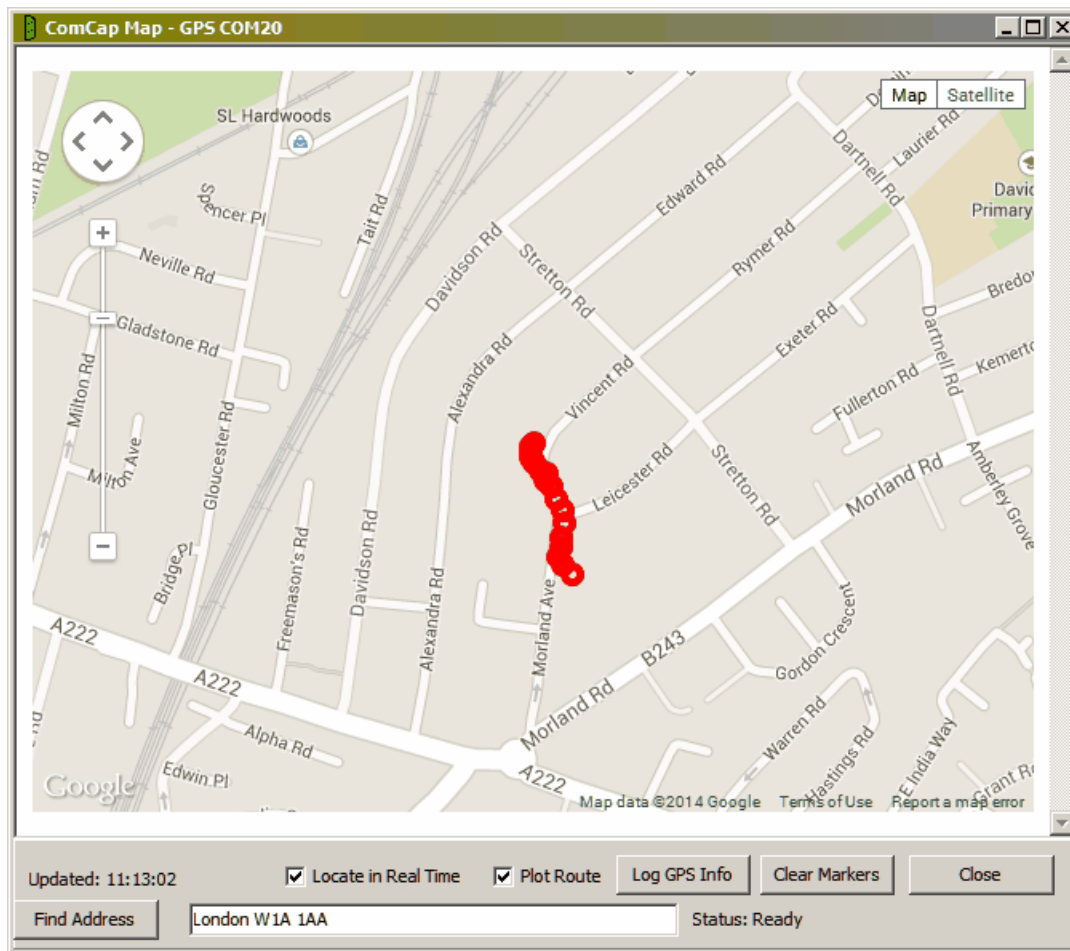 ComCap Map - GPS COM20
Map Satellite
SL Hardwoods
Laurier Rd
Dartnell Rd
Edward Rd
Primary
Spencer Pl
Tait Rd
Neville Rd
Davidson Rd
Stretton Rd
Rymer Rd
Gladstone Rd
Milton Rd
Alexandra Rd
Vincent Rd
Exeter Rd
Dartnell Rd
Fullerton Rd
Gloucester Rd
Milton Ave
Leicester Rd
Stretton Rd
Morland Rd
Amberley Grove
Freemason's Rd
Bridge Pl
Davidson Rd
Alexandra Rd
Morland Ave
B243
Gordon Crescent
A222
A222
Morland Rd
Warren Rd
Hastings Rd
E India Way
Alpha Rd
Edwin Pl
A222
Google
Map data ©2014 Google Terms of Use Report a map error
Updated: 11:13:02 Locate in Real Time Plot Route Log GPS Info Clear Markers Close
Find Address London W1A 1AA Status: Ready